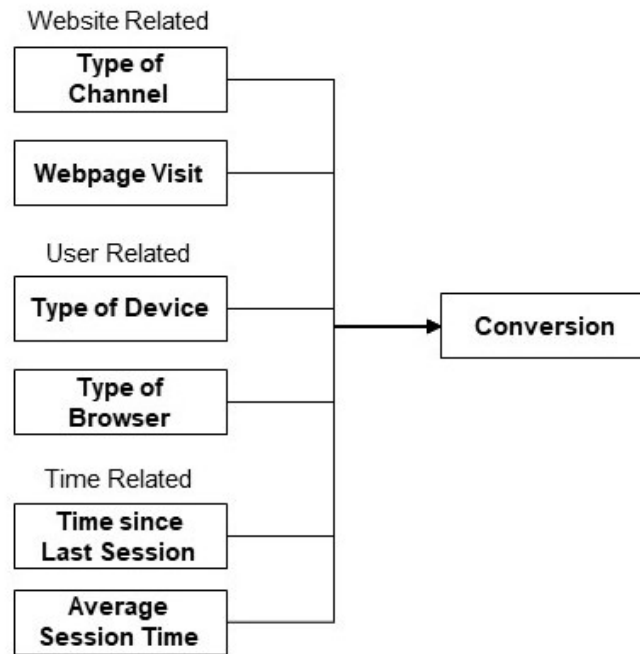 Website Related
Type of
Channel
Webpage Visit
User Related
Type of Device
Type of
Browser
Time Related
Time since
Last Session
Average
Session Time
Conversion